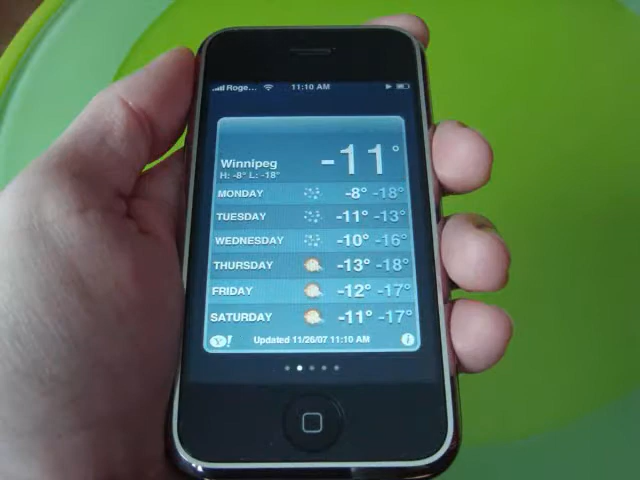 Roge... 11:10 AM
-11°
Winnipeg
H: -8° L: -18°
MONDAY -8° -18°
TUESDAY -11° -13°
WEDNESDAY -10° -16°
THURSDAY -13° -18°
FRIDAY -12° -17°
SATURDAY -11° -17°
Y! Updated 11/26/07 11:10 AM i